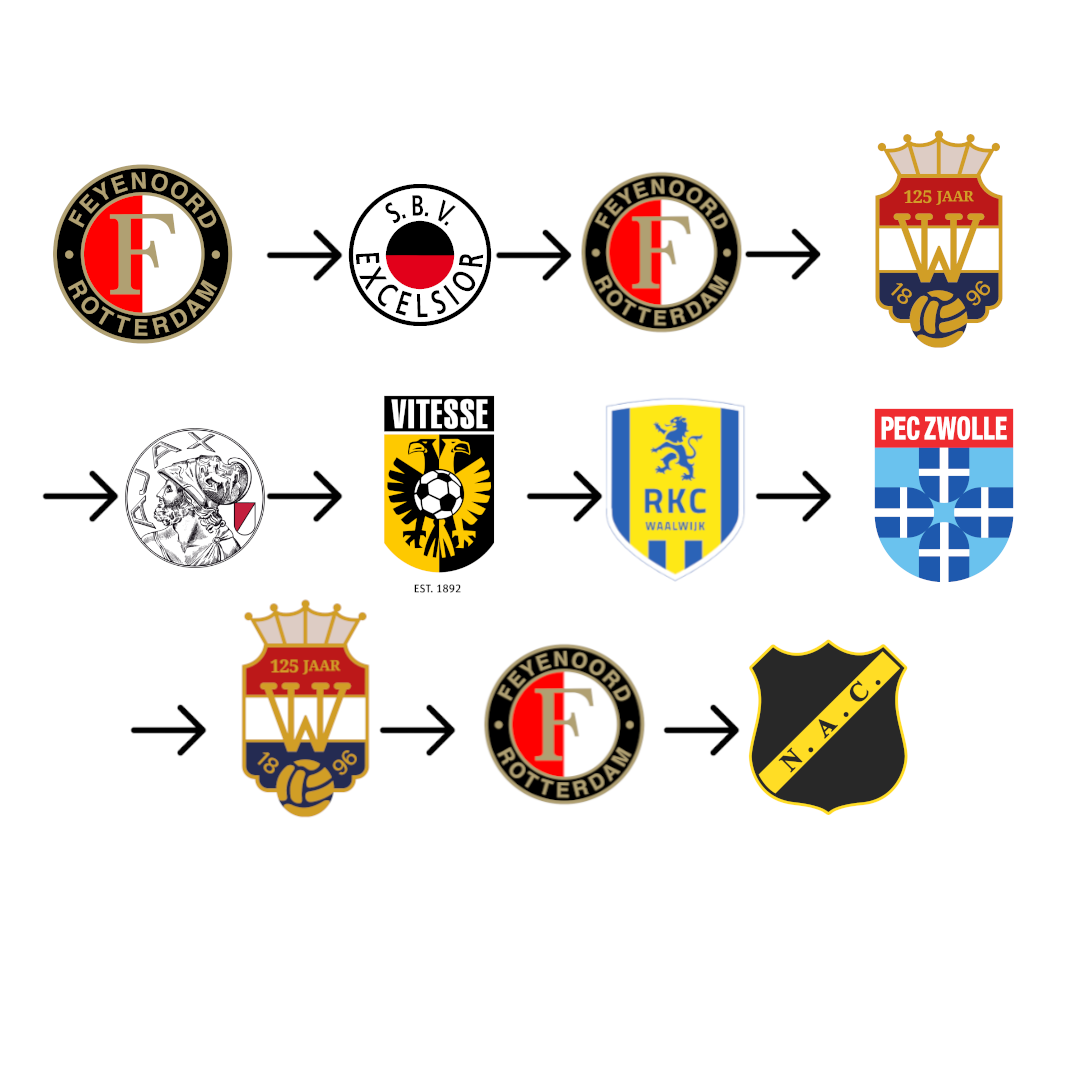 FEYENOORD
F
ROTTERDAM
S.B.V.
EXCELSIOR
FEYENOORD
F
ROTTERDAM
125 JAAR
W
18 96
AJAX
VITESSE
EST. 1892
RKC
WAALWIJK
PEC ZWOLLE
125 JAAR
W
18 96
FEYENOORD
F
ROTTERDAM
N.A.C.